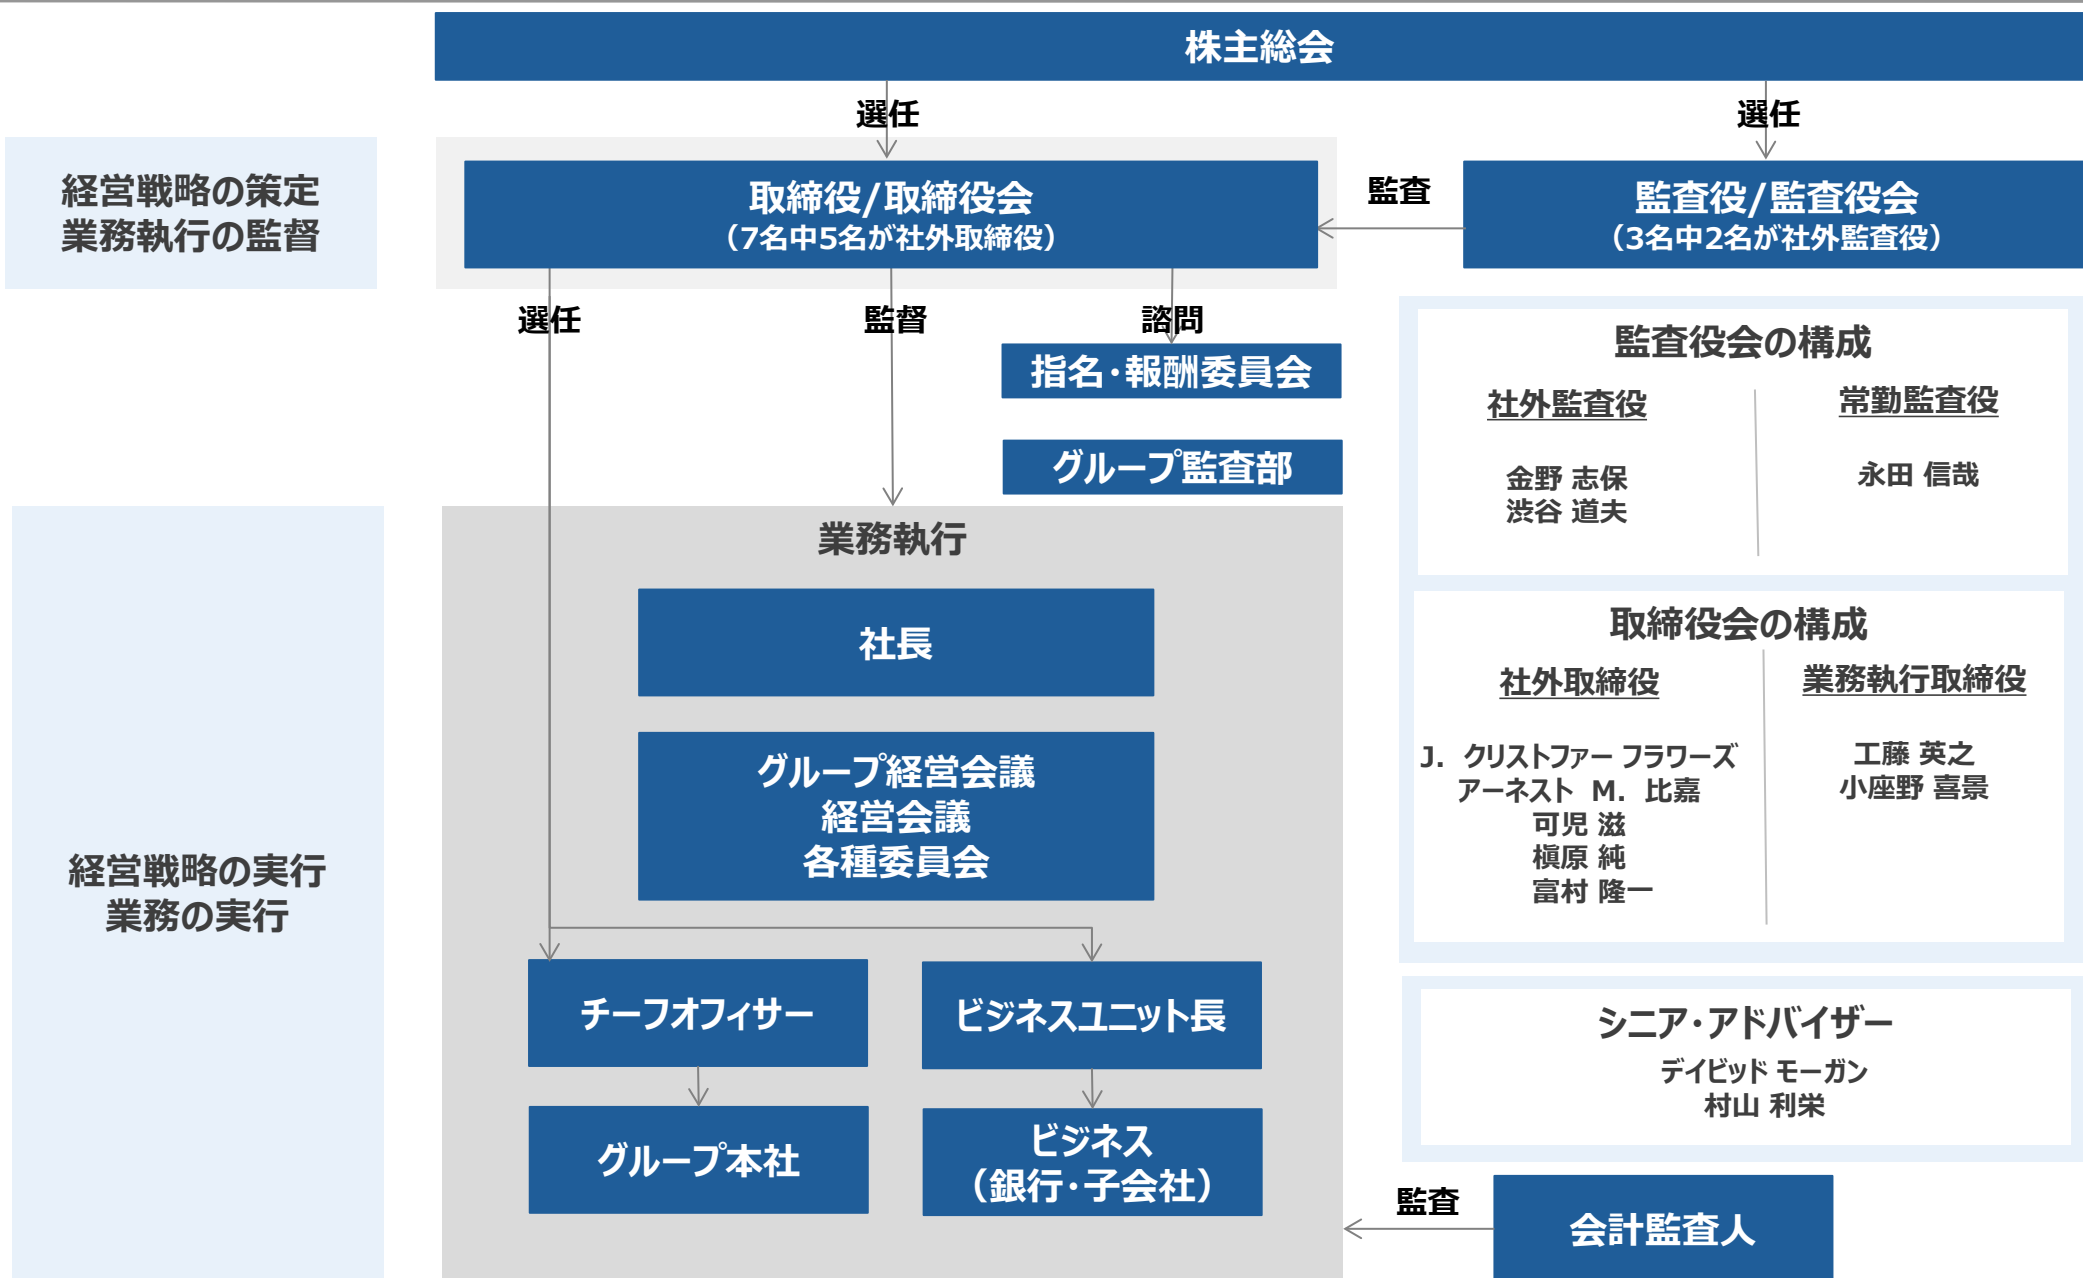 株主総会
選任
選任
経営戦略の策定
業務執行の監督
取締役/取締役会
（7名中5名が社外取締役）
監査
監査役/監査役会
（3名中2名が社外監査役）
選任
監督
諮問
指名・報酬委員会
グループ監査部
監査役会の構成
社外監査役
金野 志保
渋谷 道夫
常勤監査役
永田 信哉
取締役会の構成
社外取締役
J. クリストファー フラワーズ
アーネスト M. 比嘉
可児 滋
槇原 純
富村 隆一
業務執行取締役
工藤 英之
小座野 喜景
経営戦略の実行
業務の実行
業務執行
社長
グループ経営会議
経営会議
各種委員会
チーフオフィサー
ビジネスユニット長
グループ本社
ビジネス
（銀行・子会社）
シニア・アドバイザー
デイビッド モーガン
村山 利栄
監査
会計監査人